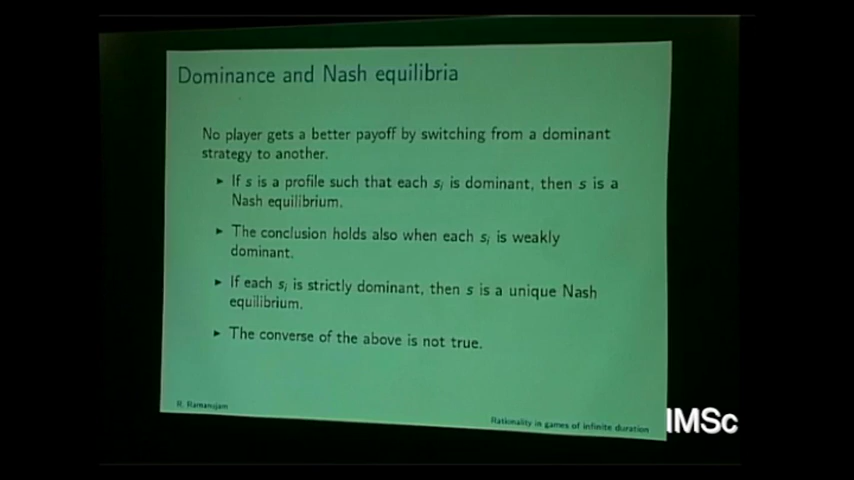 Dominance and Nash equilibria
No player gets a better payoff by switching from a dominant
strategy to another.
► If s is a profile such that each sᵢ is dominant, then s is a
Nash equilibrium.
► The conclusion holds also when each sᵢ is weakly
dominant.
► If each sᵢ is strictly dominant, then s is a unique Nash
equilibrium.
► The converse of the above is not true.
R. Ramanujam
Rationality in games of infinite duration
IMSc